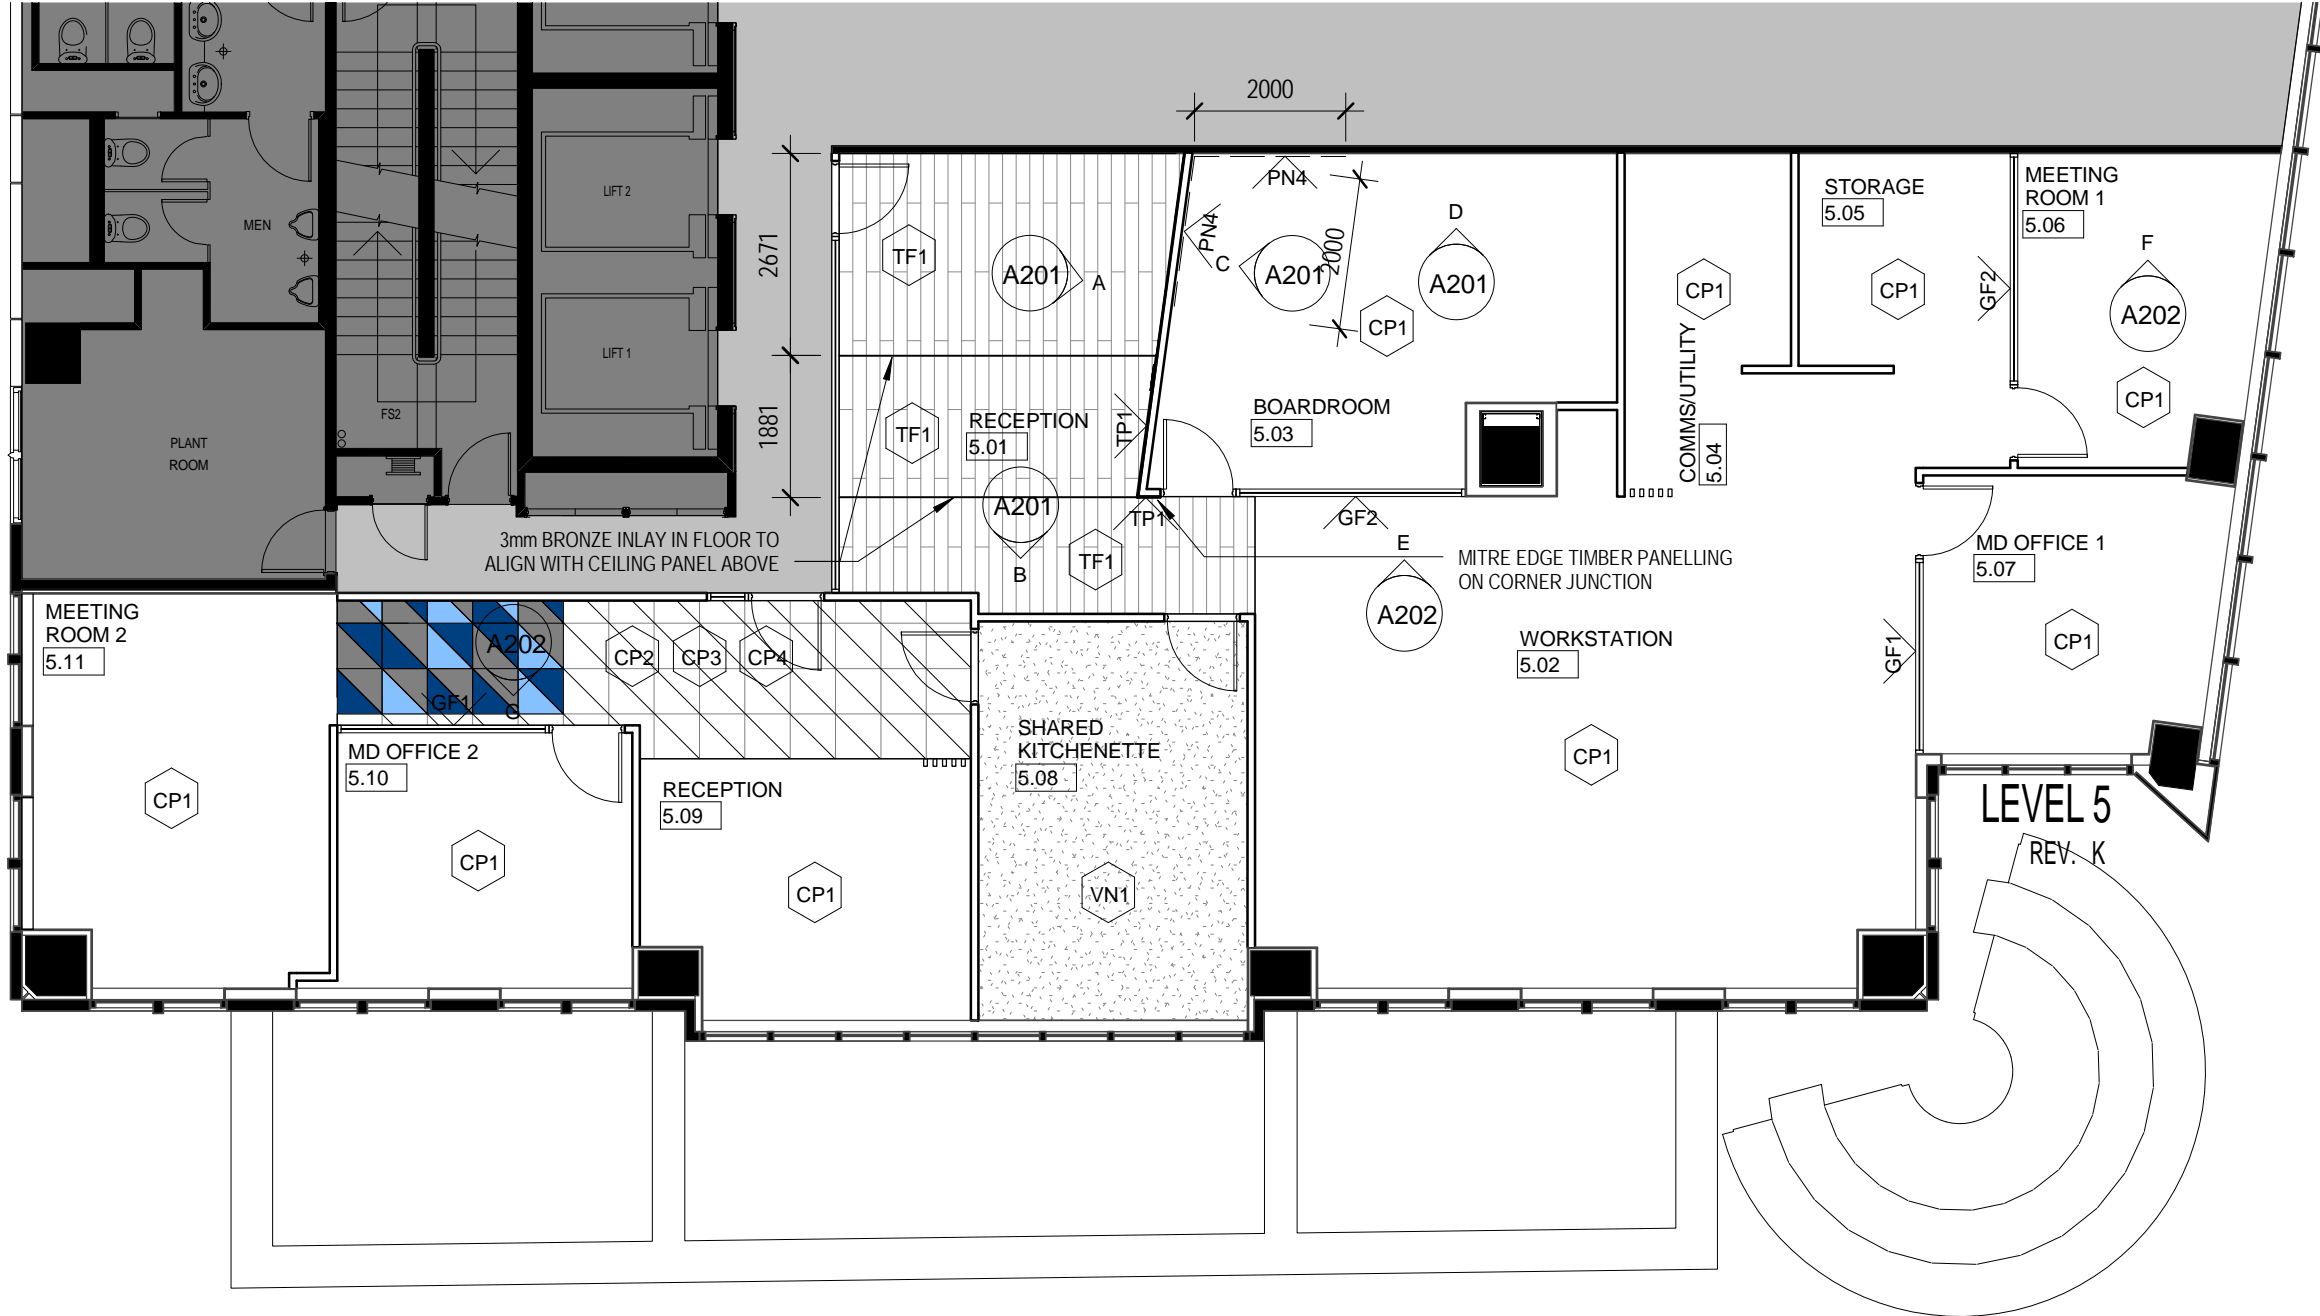 2000
LIFT 2
MEN
2671
TF1
A201
A
PN4
PN4
C
A201
2000
D
A201
CP1
CP1
STORAGE
5.05
CP1
GF2
MEETING
ROOM 1
5.06
F
A202
CP1
LIFT 1
FS2
PLANT
ROOM
1881
TF1
RECEPTION
5.01
TP1
BOARDROOM
5.03
COMMS/UTILITY
5.04
A201
B
TP1
GF2
TF1
3mm BRONZE INLAY IN FLOOR TO
ALIGN WITH CEILING PANEL ABOVE
E
A202
MITRE EDGE TIMBER PANELLING
ON CORNER JUNCTION
MD OFFICE 1
5.07
CP1
GF1
MEETING
ROOM 2
5.11
A202
G
GF1
CP2
CP3
CP4
WORKSTATION
5.02
CP1
SHARED
KITCHENETTE
5.08
MD OFFICE 2
5.10
RECEPTION
5.09
CP1
CP1
CP1
VN1
LEVEL 5
REV. K